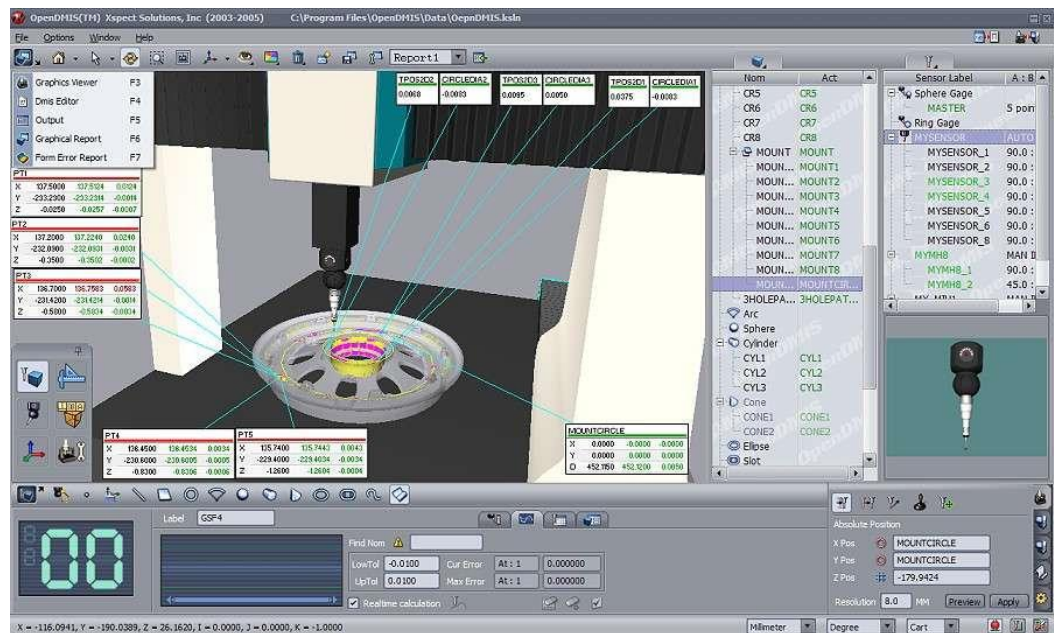 OpenDMIS(TM) Xspect Solutions, Inc (2003-2005) C:\Program Files\OpenDMIS\Data\OepnDMIS.ksln
File Options Window Help
Report1
Graphics Viewer F3
Dmis Editor F4
Output F5
Graphical Report F6
Form Error Report F7
TPOS2D2 CIRCLEDIA2 TPOS2D3 CIRCLEDIA3 TPOS2D1 CIRCLEDIA1
0.0068 -0.0083 0.0095 0.0050 0.0375 -0.0083
PT1
X 137.5000 137.5124 0.0124
Y -233.2300 -233.2314 -0.0014
Z -0.0250 -0.0257 -0.0007
PT2
X 137.2000 137.2240 0.0240
Y -232.8900 -232.8931 -0.0031
Z -0.3500 -0.3502 -0.0002
PT3
X 136.7000 136.7583 0.0583
Y -231.4200 -231.4214 -0.0014
Z -0.5800 -0.5834 -0.0034
PT4
X 136.4500 136.4534 0.0034
Y -230.6000 -230.6005 -0.0005
Z -0.8300 -0.8306 -0.0006
PT5
X 135.7400 135.7443 0.0043
Y -229.4000 -229.4034 -0.0034
Z -1.2600 -1.2604 -0.0004
MOUNTCIRCLE
X 0.0000 -0.0000 -0.0000
Y 0.0000 0.0000 0.0000
D 452.1150 452.1200 0.0050
Nom Act
CR5 CR5
CR6 CR6
CR7 CR7
CR8 CR8
MOUNT MOUNT
MOUN... MOUNT1
MOUN... MOUNT2
MOUN... MOUNT3
MOUN... MOUNT4
MOUN... MOUNT5
MOUN... MOUNT6
MOUN... MOUNT7
MOUN... MOUNT8
MOUN... MOUNTCIR...
3HOLEPA... 3HOLEPAT...
Arc
Sphere
Cylinder
CYL1 CYL1
CYL2 CYL2
CYL3 CYL3
Cone
CONE1 CONE1
CONE2 CONE2
Ellipse
Slot
Sensor Label A : B
Sphere Gage
MASTER 5 poin
Ring Gage
MYSENSOR AUTO
MYSENSOR_1 90.0 :
MYSENSOR_2 90.0 :
MYSENSOR_3 90.0 :
MYSENSOR_4 90.0 :
MYSENSOR_5 90.0 :
MYSENSOR_6 90.0 :
MYSENSOR_8 90.0 :
MYMH8 MAN I
MYMH8_1 90.0 :
MYMH8_2 45.0 :
OpenDMIS
00
Label GSF4
Find Nom
LowTol -0.0100 Cur Error At : 1 0.000000
UpTol 0.0100 Max Error At : 1 0.000000
Realtime calculation
Absolute Position
X Pos MOUNTCIRCLE
Y Pos MOUNTCIRCLE
Z Pos -179.9424
Resolution 8.0 MM Preview Apply
X = -116.0941, Y = -190.0389, Z = 26.1620, I = 0.0000, J = 0.0000, K = -1.0000
Milimeter Degree Cart